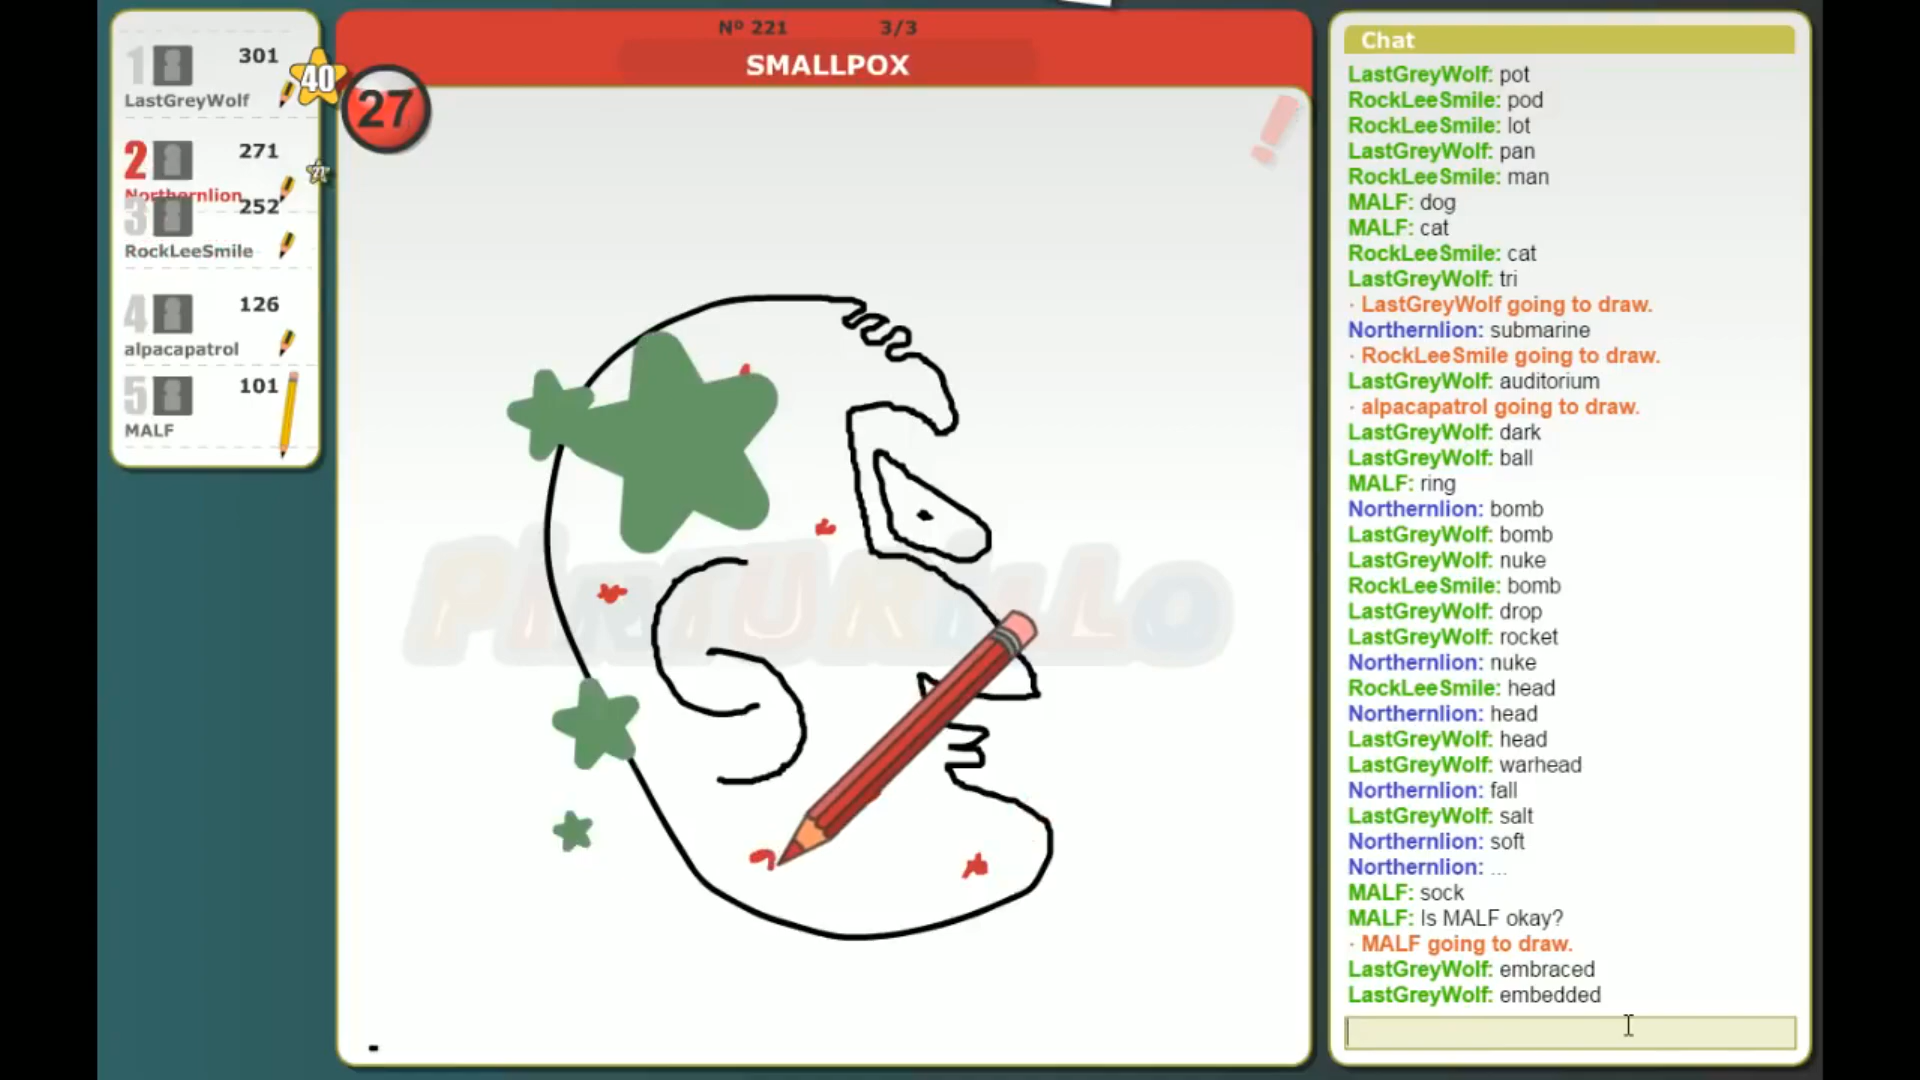 1 301
LastGreyWolf
40
2 271
Northernlion
3 252
RockLeeSmile
4 126
alpacapatrol
5 101
MALF
Nº 221 3/3
SMALLPOX
27
!
Chat
LastGreyWolf: pot
RockLeeSmile: pod
RockLeeSmile: lot
LastGreyWolf: pan
RockLeeSmile: man
MALF: dog
MALF: cat
RockLeeSmile: cat
LastGreyWolf: tri
· LastGreyWolf going to draw.
Northernlion: submarine
· RockLeeSmile going to draw.
LastGreyWolf: auditorium
· alpacapatrol going to draw.
LastGreyWolf: dark
LastGreyWolf: ball
MALF: ring
Northernlion: bomb
LastGreyWolf: bomb
LastGreyWolf: nuke
RockLeeSmile: bomb
LastGreyWolf: drop
LastGreyWolf: rocket
Northernlion: nuke
RockLeeSmile: head
Northernlion: head
LastGreyWolf: head
LastGreyWolf: warhead
Northernlion: fall
LastGreyWolf: salt
Northernlion: soft
Northernlion: ...
MALF: sock
MALF: Is MALF okay?
· MALF going to draw.
LastGreyWolf: embraced
LastGreyWolf: embedded